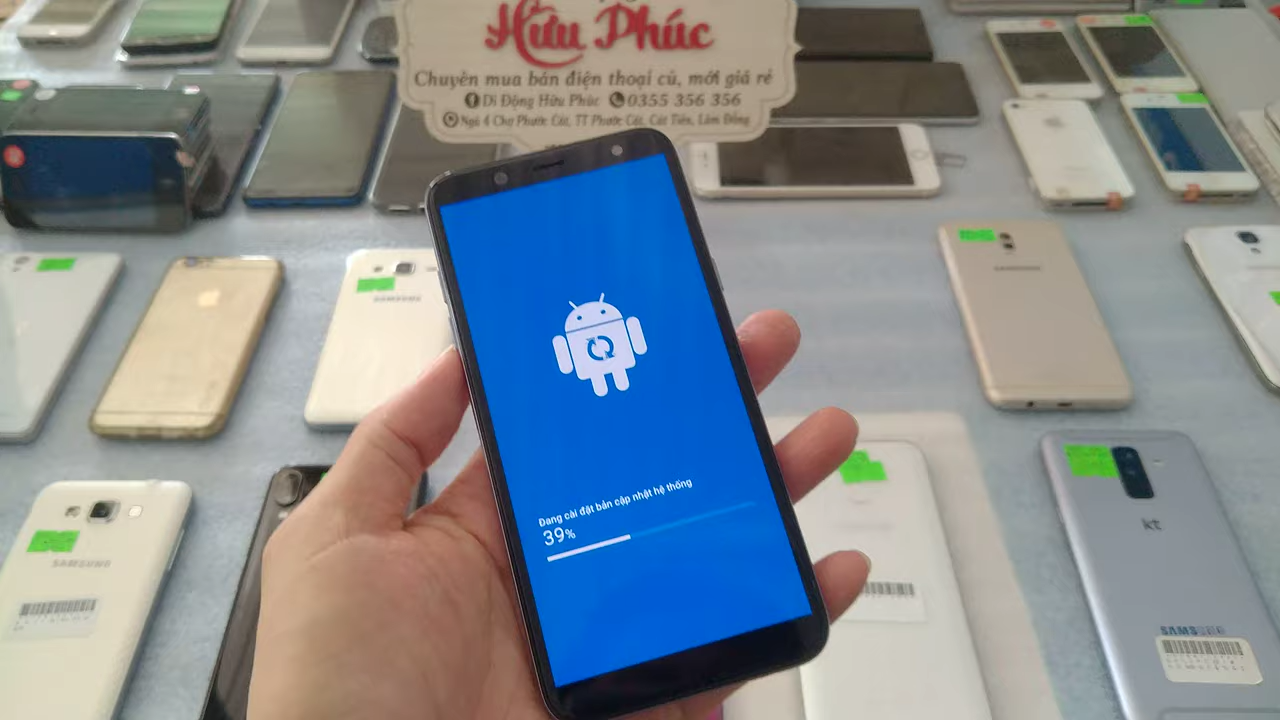 Hữu Phúc
Chuyên mua bán điện thoại cũ, mới giá rẻ
Di Động Hữu Phúc 0355 356 356
Ngã 4 Chợ Phước Cát, TT Phước Cát, Cát Tiên, Lâm Đồng
SAMSUNG
SAMSUNG
Đang cài đặt bản cập nhật hệ thống
39%
kt
SAMSUNG
SAMSUNG